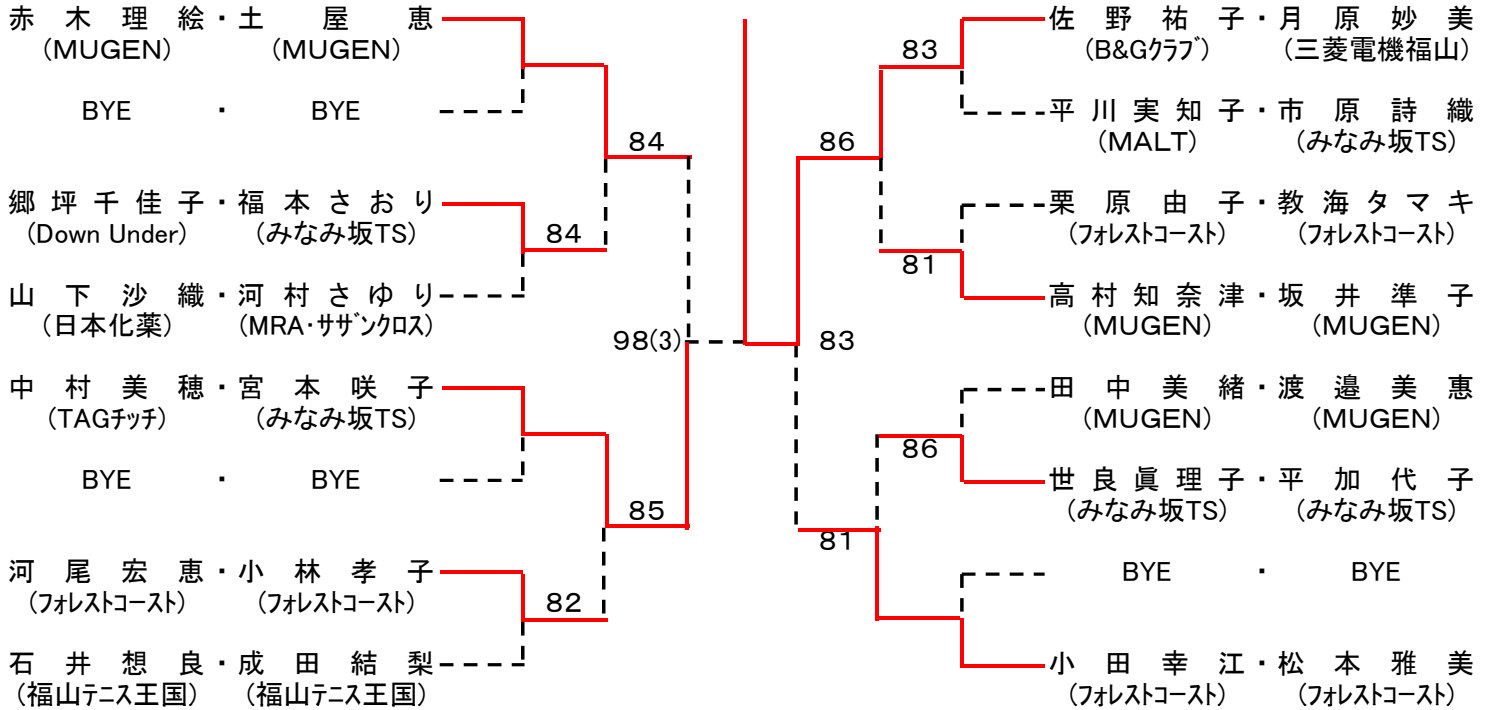 赤木理絵・土屋恵
(MUGEN) (MUGEN)
BYE ・ BYE
84
郷坪千佳子・福本さおり
(Down Under) (みなみ坂TS)
84
山下沙織・河村さゆり
(日本化薬) (MRA・サザンクロス)
98(3)
中村美穂・宮本咲子
(TAGチッチ) (みなみ坂TS)
BYE ・ BYE
85
河尾宏恵・小林孝子
(フォレストコースト) (フォレストコースト)
82
石井想良・成田結梨
(福山テニス王国) (福山テニス王国)
佐野祐子・月原妙美
83
(B&Gクラブ) (三菱電機福山)
平川実知子・市原詩織
(MALT) (みなみ坂TS)
86
栗原由子・教海タマキ
(フォレストコースト) (フォレストコースト)
81
高村知奈津・坂井準子
(MUGEN) (MUGEN)
83
田中美緒・渡邉美恵
(MUGEN) (MUGEN)
86
世良眞理子・平加代子
(みなみ坂TS) (みなみ坂TS)
81
BYE ・ BYE
小田幸江・松本雅美
(フォレストコースト) (フォレストコースト)